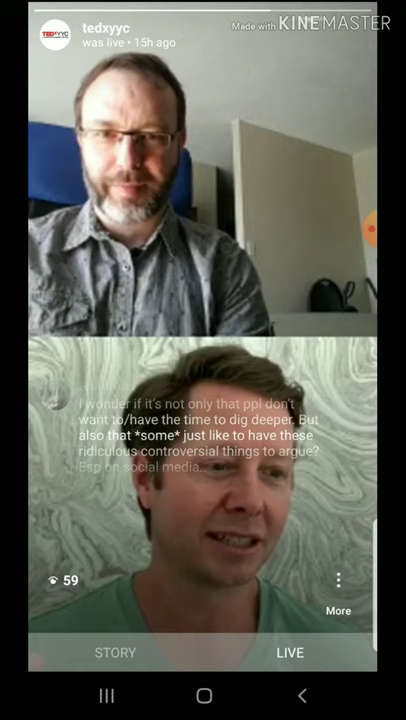 tedxyyc
was live • 15h ago
Made with KINEMASTER
TEDxYYC
I wonder if it's not only that ppl don't
want to/have the time to dig deeper. But
also that *some* just like to have these
ridiculous controversial things to argue?
Esp on social media..
59
More
STORY
LIVE